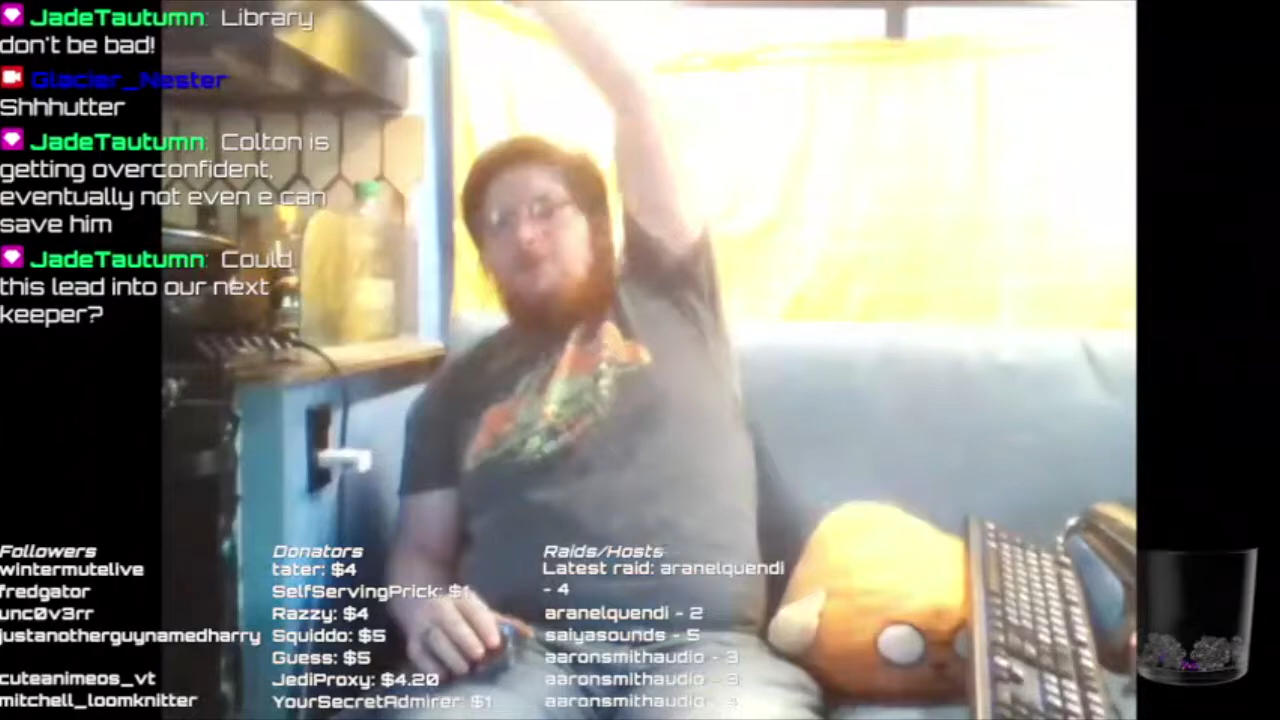 JadeTautumn: Library
don't be bad!
Glacier_Nester
Shhhutter
JadeTautumn: Colton is
getting overconfident,
eventually not even e can
save him
JadeTautumn: Could
this lead into our next
keeper?
Followers
wintermutelive
fredgator
unc0v3rr
justanotherguynamedharry
cuteanimeos_vt
mitchell_loomknitter
Donators
tater: $4
SelfServingPrick: $1
Razzy: $4
Squiddo: $5
Guess: $5
JediProxy: $4.20
YourSecretAdmirer: $1
Raids/Hosts
Latest raid: aranelquendi
- 4
aranelquendi - 2
saiyasounds - 5
aaronsmithaudio - 3
aaronsmithaudio - 3
aaronsmithaudio - 4